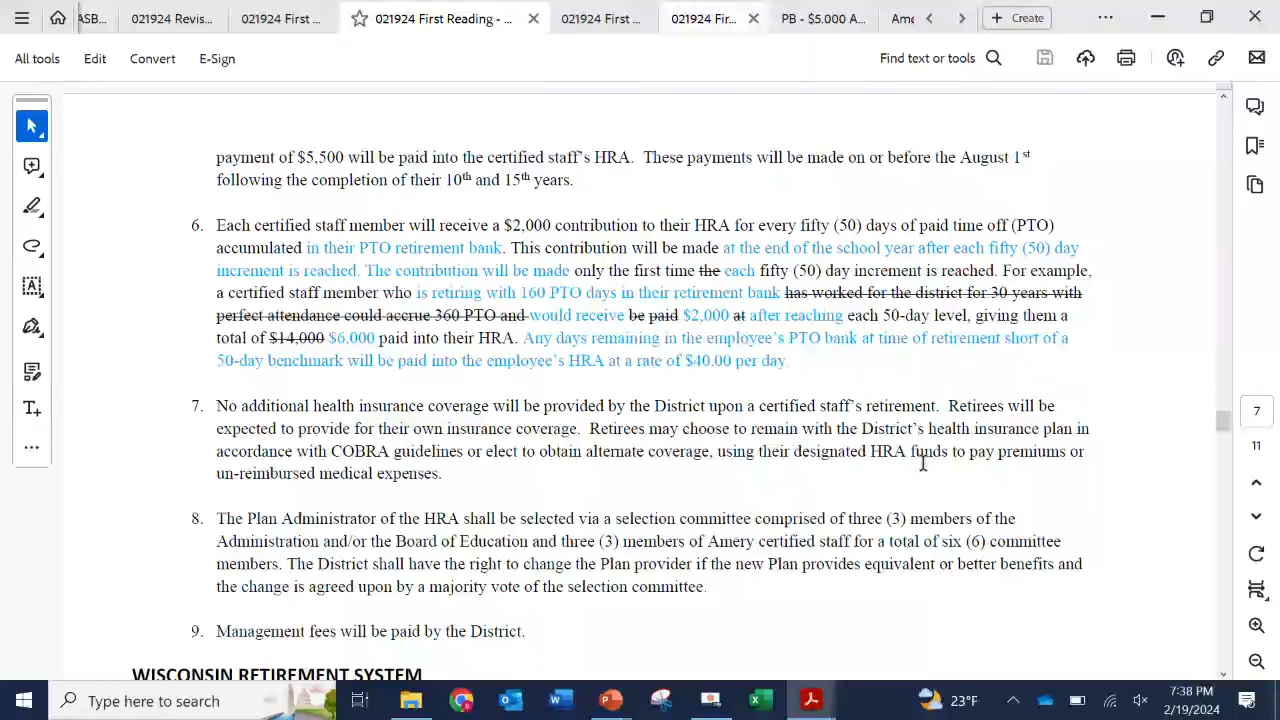 ASB...
021924 Revis...
021924 First ...
021924 First Reading - ...
021924 First ...
021924 Fir...
PB - $5.000 A...
Ame
Create
All tools
Edit
Convert
E-Sign
Find text or tools
payment of $5,500 will be paid into the certified staff's HRA. These payments will be made on or before the August 1st
following the completion of their 10th and 15th years.
6. Each certified staff member will receive a $2,000 contribution to their HRA for every fifty (50) days of paid time off (PTO)
accumulated in their PTO retirement bank. This contribution will be made at the end of the school year after each fifty (50) day
increment is reached. The contribution will be made only the first time the each fifty (50) day increment is reached. For example,
a certified staff member who is retiring with 160 PTO days in their retirement bank has worked for the district for 30 years with
perfect attendance could accrue 360 PTO and would receive be paid $2,000 at after reaching each 50-day level, giving them a
total of $14,000 $6,000 paid into their HRA. Any days remaining in the employee's PTO bank at time of retirement short of a
50-day benchmark will be paid into the employee's HRA at a rate of $40.00 per day.
7. No additional health insurance coverage will be provided by the District upon a certified staff's retirement. Retirees will be
expected to provide for their own insurance coverage. Retirees may choose to remain with the District's health insurance plan in
accordance with COBRA guidelines or elect to obtain alternate coverage, using their designated HRA funds to pay premiums or
un-reimbursed medical expenses.
8. The Plan Administrator of the HRA shall be selected via a selection committee comprised of three (3) members of the
Administration and/or the Board of Education and three (3) members of Amery certified staff for a total of six (6) committee
members. The District shall have the right to change the Plan provider if the new Plan provides equivalent or better benefits and
the change is agreed upon by a majority vote of the selection committee.
9. Management fees will be paid by the District.
WISCONSIN RETIREMENT SYSTEM
7
11
Type here to search
23°F
7:38 PM
2/19/2024